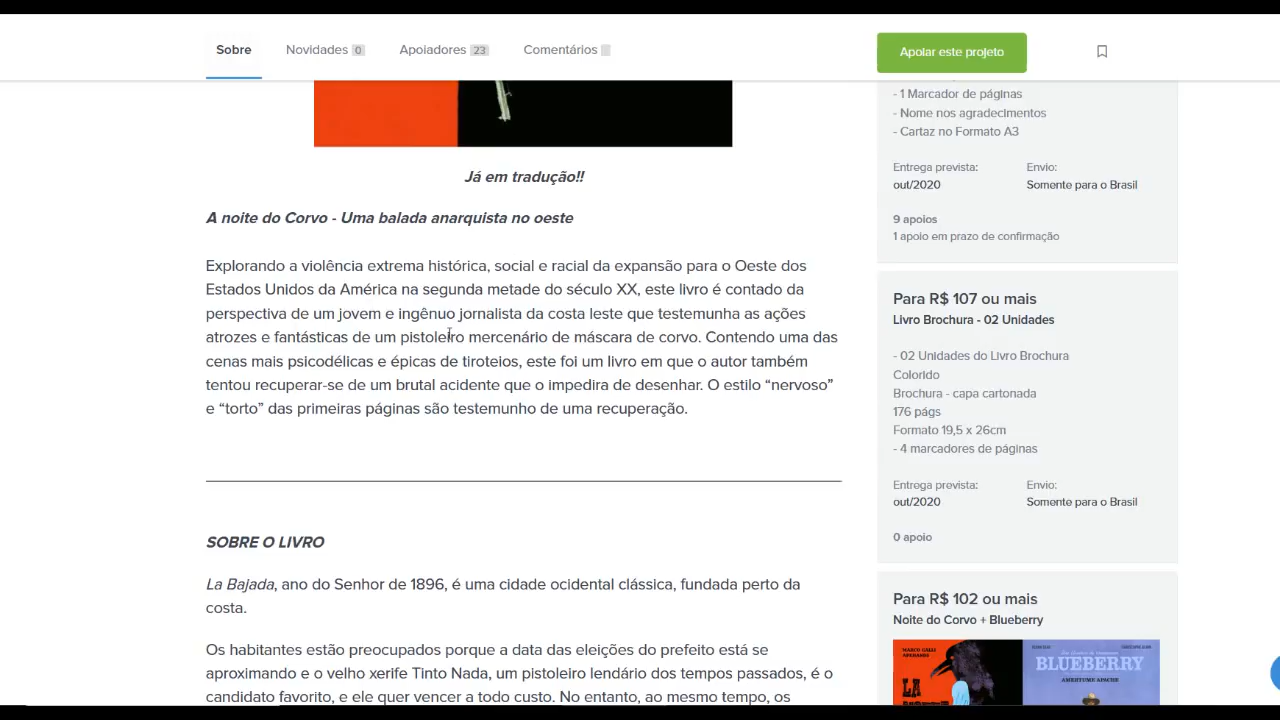 Sobre
Novidades 0
Apoiadores 23
Comentários
Apoiar este projeto
Já em tradução!!
A noite do Corvo - Uma balada anarquista no oeste
Explorando a violência extrema histórica, social e racial da expansão para o Oeste dos
Estados Unidos da América na segunda metade do século XX, este livro é contado da
perspectiva de um jovem e ingênuo jornalista da costa leste que testemunha as ações
atrozes e fantásticas de um pistoleiro mercenário de máscara de corvo. Contendo uma das
cenas mais psicodélicas e épicas de tiroteios, este foi um livro em que o autor também
tentou recuperar-se de um brutal acidente que o impedira de desenhar. O estilo “nervoso”
e “torto” das primeiras páginas são testemunho de uma recuperação.
SOBRE O LIVRO
La Bajada, ano do Senhor de 1896, é uma cidade ocidental clássica, fundada perto da
costa.
Os habitantes estão preocupados porque a data das eleições do prefeito está se
aproximando e o velho xerife Tinto Nada, um pistoleiro lendário dos tempos passados, é o
candidato favorito, e ele quer vencer a todo custo. No entanto, ao mesmo tempo, os
- 1 Marcador de páginas
- Nome nos agradecimentos
- Cartaz no Formato A3
Entrega prevista: Envio:
out/2020 Somente para o Brasil
9 apoios
1 apoio em prazo de confirmação
Para R$ 107 ou mais
Livro Brochura - 02 Unidades
- 02 Unidades do Livro Brochura
Colorido
Brochura - capa cartonada
176 págs
Formato 19,5 x 26cm
- 4 marcadores de páginas
Entrega prevista: Envio:
out/2020 Somente para o Brasil
0 apoio
Para R$ 102 ou mais
Noite do Corvo + Blueberry
LA
BLUEBERRY
AMERTUME APACHE